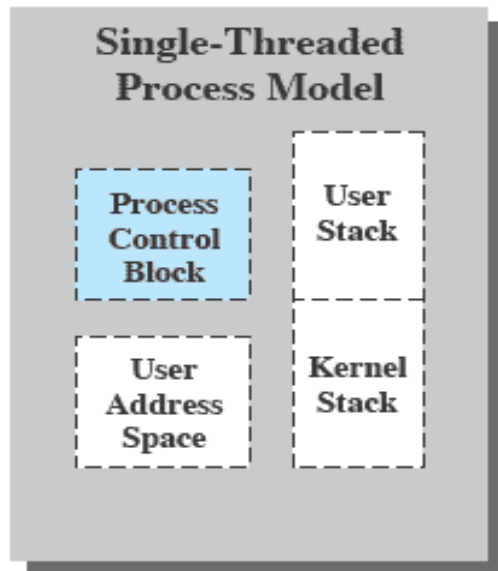 Single-Threaded
Process Model
Process
Control
Block
User
Stack
User
Address
Space
Kernel
Stack